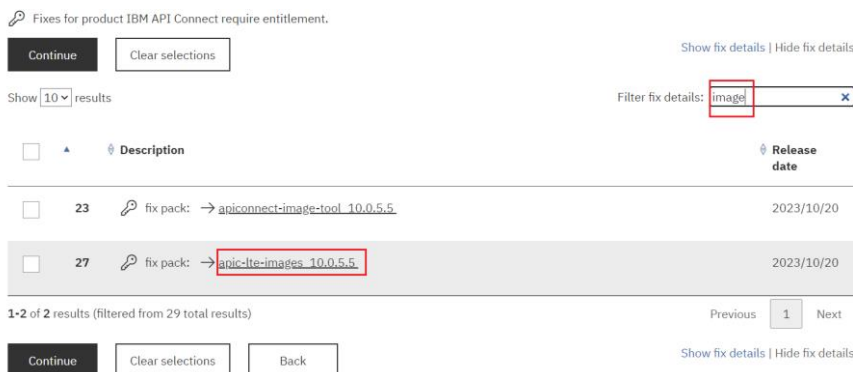 Fixes for product IBM API Connect require entitlement.
Continue Clear selections Show fix details | Hide fix details
Show 10 results Filter fix details: image
Description Release date
23 fix pack: → apiconnect-image-tool_10.0.5.5 2023/10/20
27 fix pack: → apic-lte-images_10.0.5.5 2023/10/20
1-2 of 2 results (filtered from 29 total results) Previous 1 Next
Continue Clear selections Back Show fix details | Hide fix details